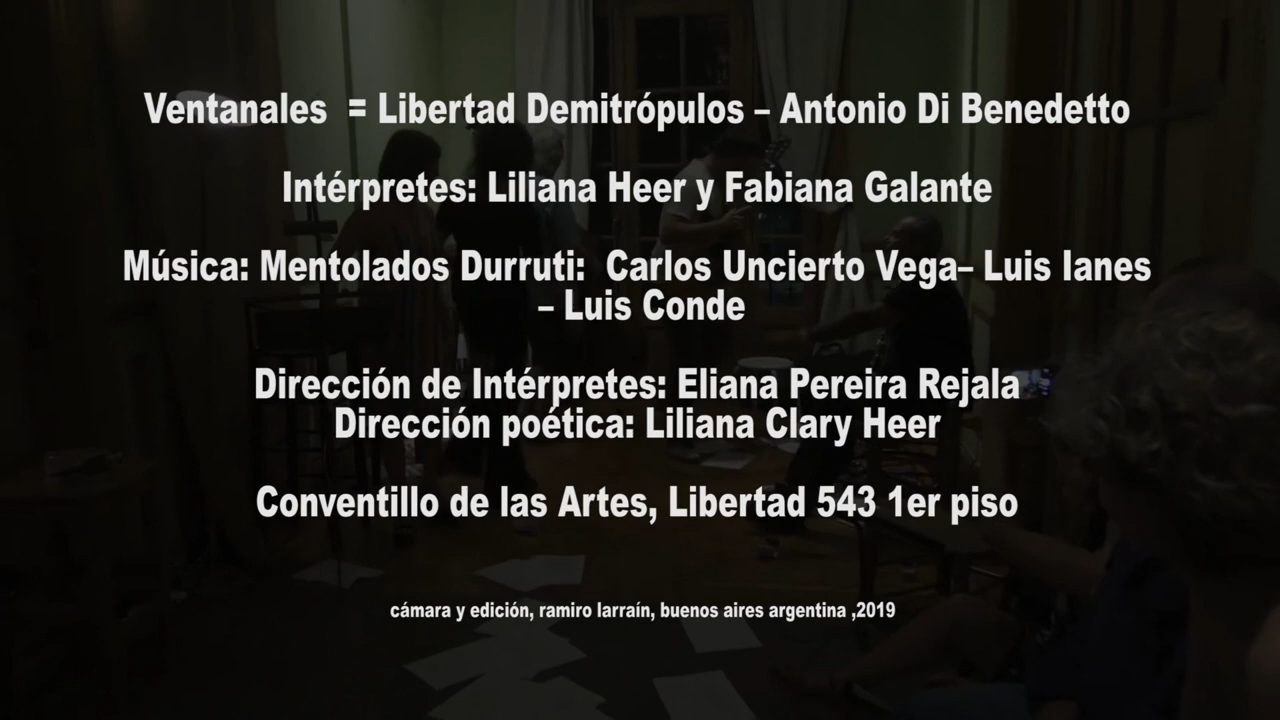 Ventanales  = Libertad Demitrópulos – Antonio Di Benedetto
Intérpretes: Liliana Heer y Fabiana Galante
Música: Mentolados Durruti:  Carlos Uncierto Vega– Luis Ianes
– Luis Conde
Dirección de Intérpretes: Eliana Pereira Rejala
Dirección poética: Liliana Clary Heer
Conventillo de las Artes, Libertad 543 1er piso
cámara y edición, ramiro larraín, buenos aires argentina ,2019